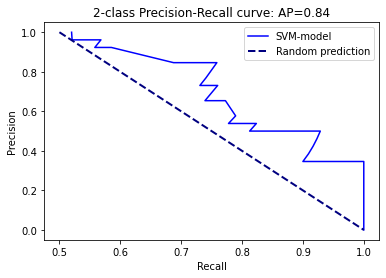 2-class Precision-Recall curve: AP=0.84
SVM-model
Random prediction
Precision
1.0
0.8
0.6
0.4
0.2
0.0
0.5
0.6
0.7
0.8
0.9
1.0
Recall